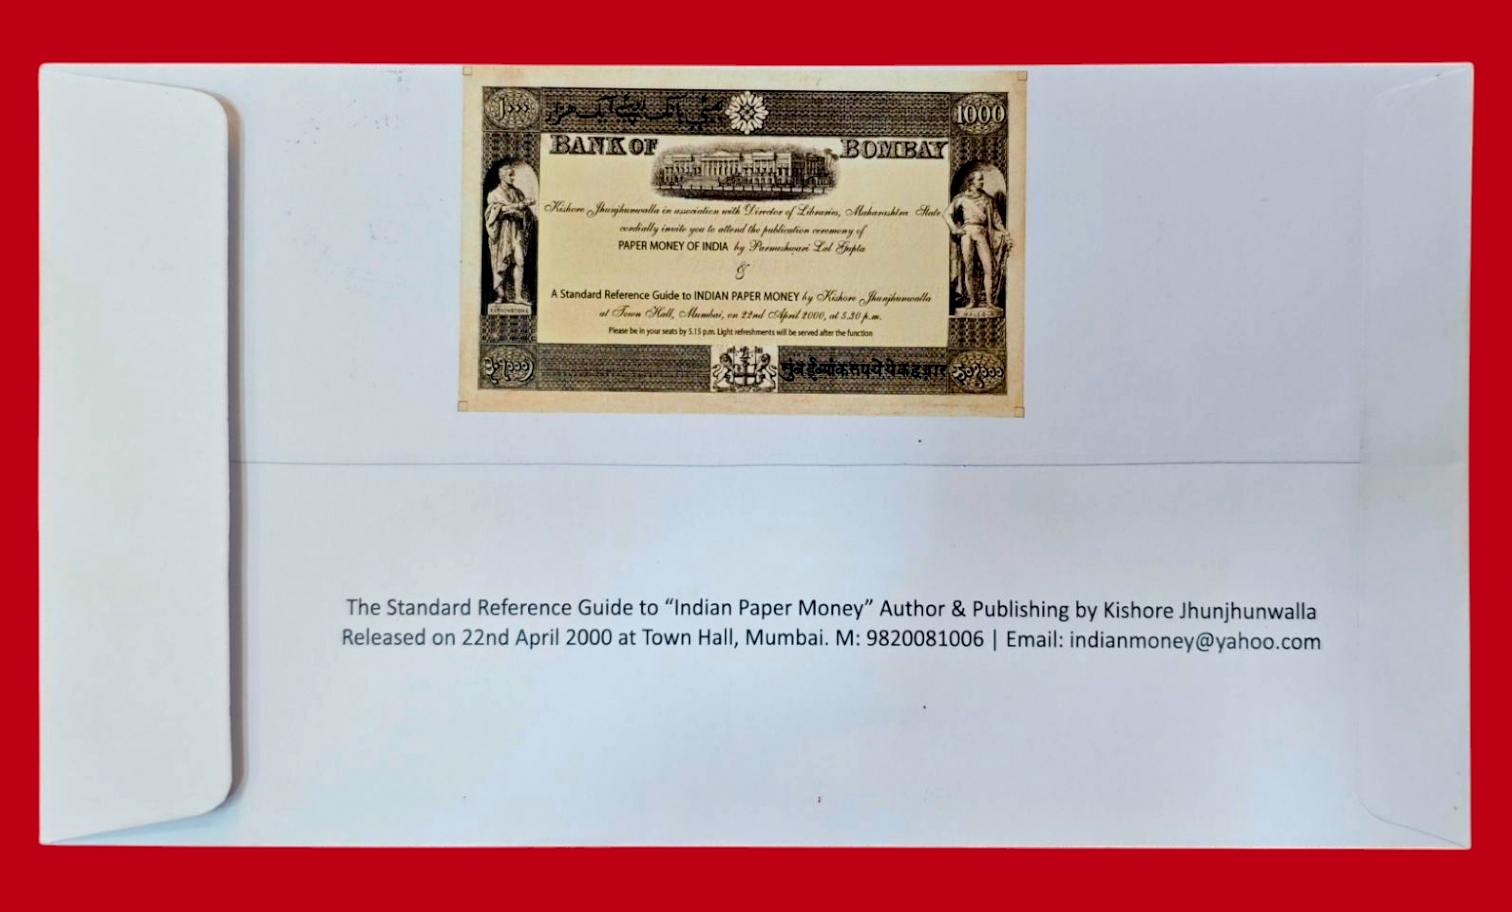 1000
BANK OF BOMBAY
Kishore Jhunjhunwalla in association with Director of Libraries, Maharashtra State
cordially invite you to attend the publication ceremony of
PAPER MONEY OF INDIA by Parmeshwari Lal Gupta
&
A Standard Reference Guide to INDIAN PAPER MONEY by Kishore Jhunjhunwalla
at Town Hall, Mumbai, on 22nd April 2000, at 5.30 p.m.
Please be in your seats by 5.15 p.m. Light refreshments will be served after the function
The Standard Reference Guide to “Indian Paper Money” Author & Publishing by Kishore Jhunjhunwalla
Released on 22nd April 2000 at Town Hall, Mumbai. M: 9820081006 | Email: indianmoney@yahoo.com